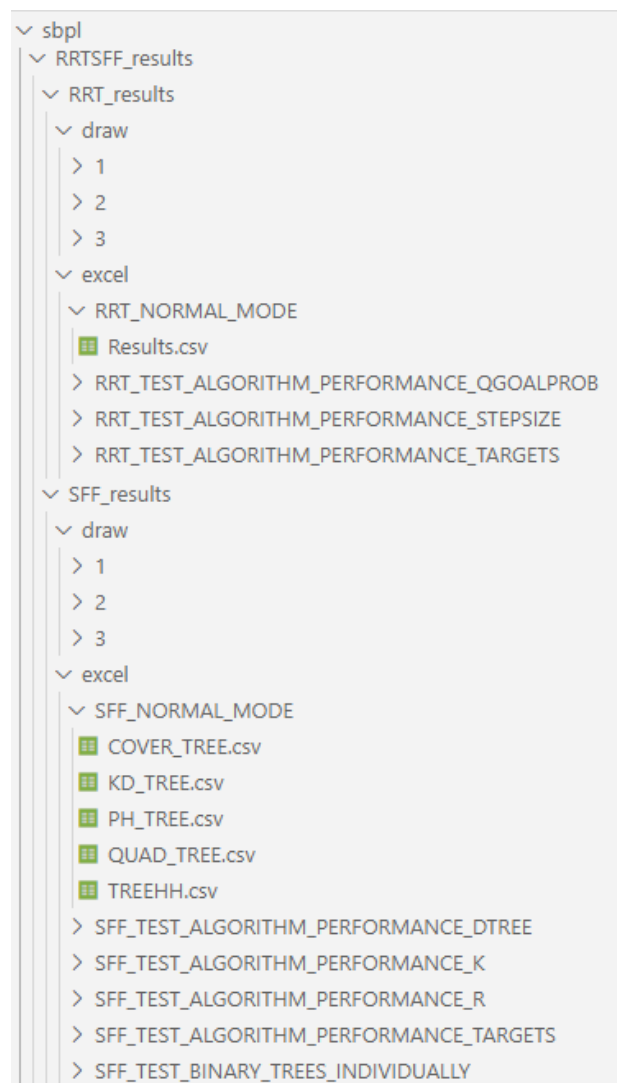 sbpl
RRTSFF_results
RRT_results
draw
1
2
3
excel
RRT_NORMAL_MODE
Results.csv
RRT_TEST_ALGORITHM_PERFORMANCE_QGOALPROB
RRT_TEST_ALGORITHM_PERFORMANCE_STEPSIZE
RRT_TEST_ALGORITHM_PERFORMANCE_TARGETS
SFF_results
draw
1
2
3
excel
SFF_NORMAL_MODE
COVER_TREE.csv
KD_TREE.csv
PH_TREE.csv
QUAD_TREE.csv
TREEHH.csv
SFF_TEST_ALGORITHM_PERFORMANCE_DTREE
SFF_TEST_ALGORITHM_PERFORMANCE_K
SFF_TEST_ALGORITHM_PERFORMANCE_R
SFF_TEST_ALGORITHM_PERFORMANCE_TARGETS
SFF_TEST_BINARY_TREES_INDIVIDUALLY